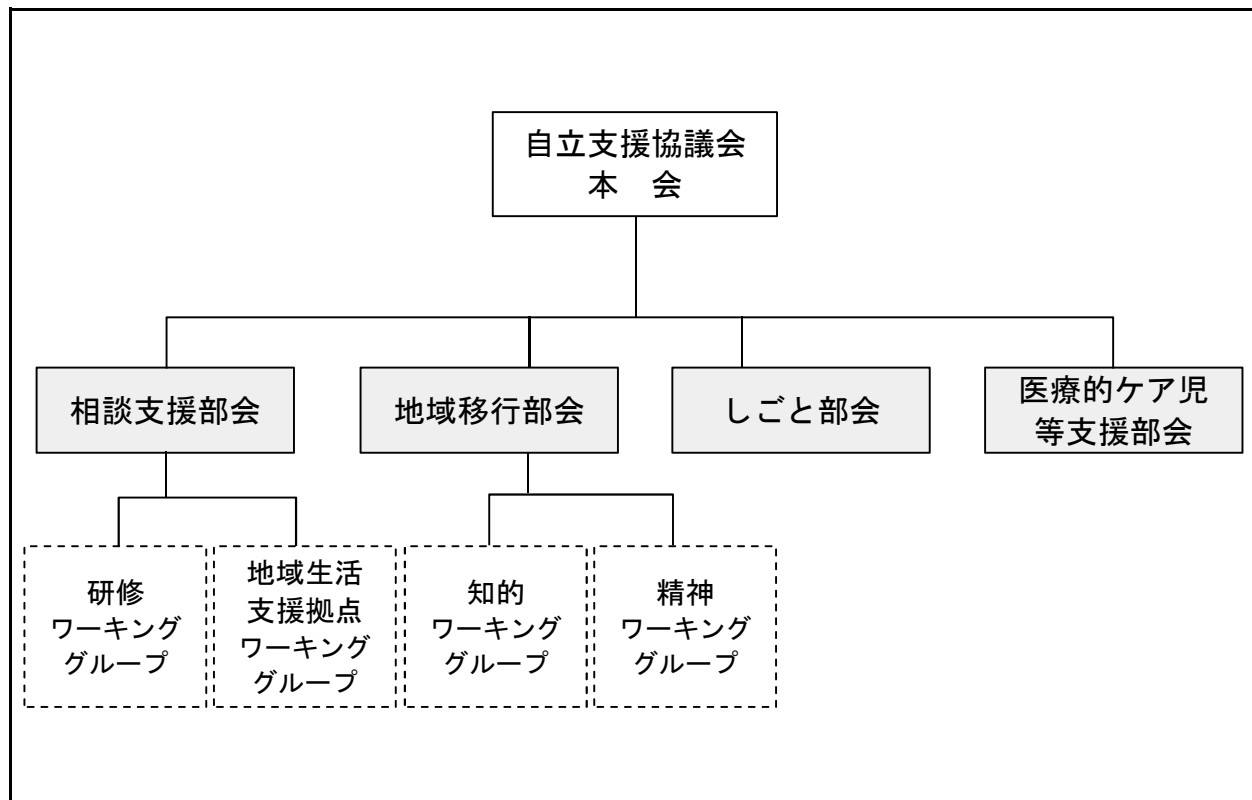 自立支援協議会
本　会
相談支援部会
地域移行部会
しごと部会
医療的ケア児
等支援部会
研修
ワーキング
グループ
地域生活
支援拠点
ワーキング
グループ
知的
ワーキング
グループ
精神
ワーキング
グループ